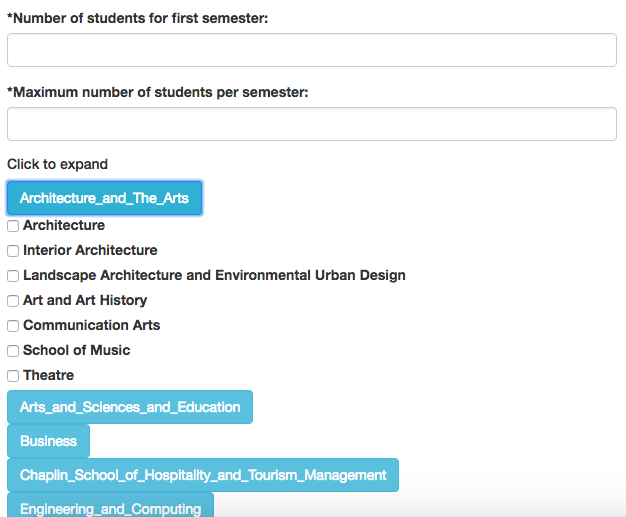 *Number of students for first semester:
*Maximum number of students per semester:
Click to expand
Architecture_and_The_Arts
Architecture
Interior Architecture
Landscape Architecture and Environmental Urban Design
Art and Art History
Communication Arts
School of Music
Theatre
Arts_and_Sciences_and_Education
Business
Chaplin_School_of_Hospitality_and_Tourism_Management
Engineering_and_Computing